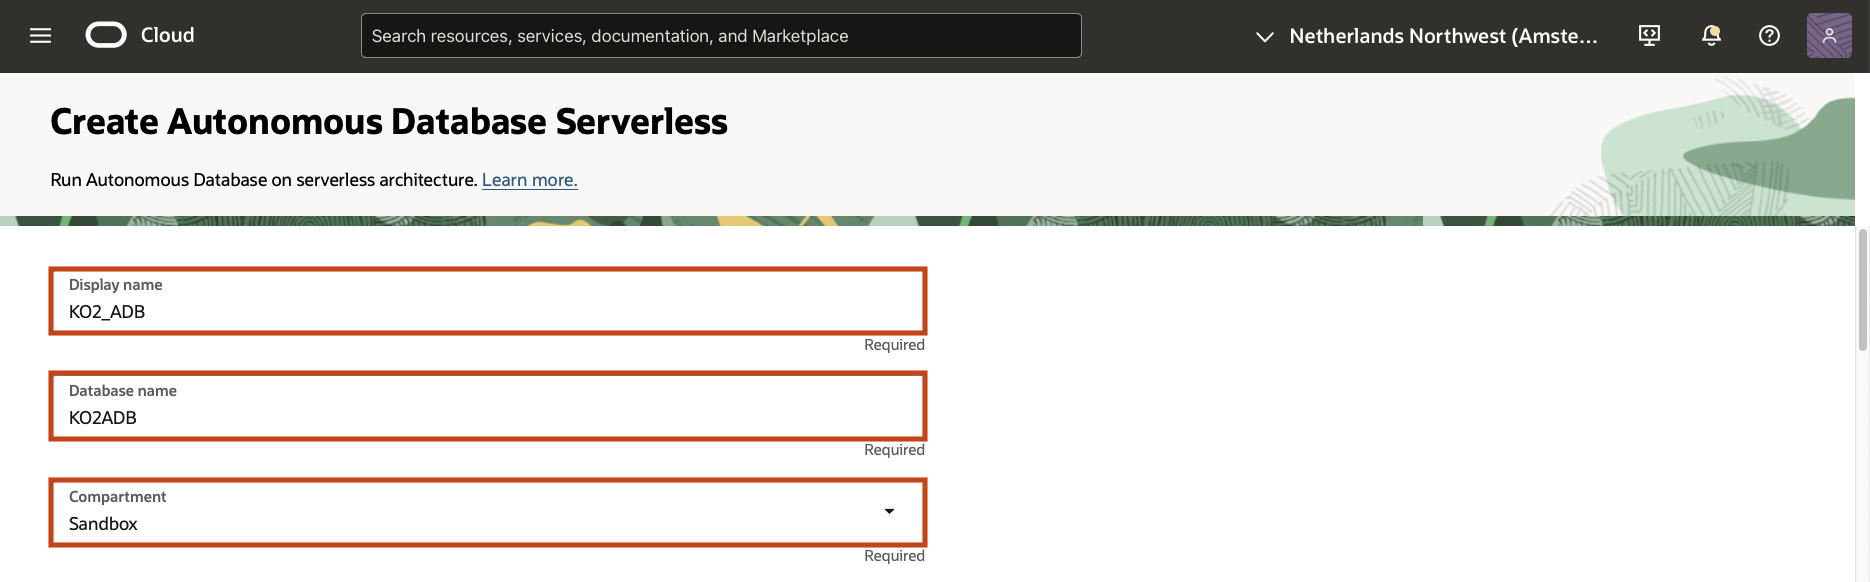 Cloud
Search resources, services, documentation, and Marketplace
Netherlands Northwest (Amste...
Create Autonomous Database Serverless
Run Autonomous Database on serverless architecture. Learn more.
Display name
KO2_ADB
Required
Database name
KO2ADB
Required
Compartment
Sandbox
Required